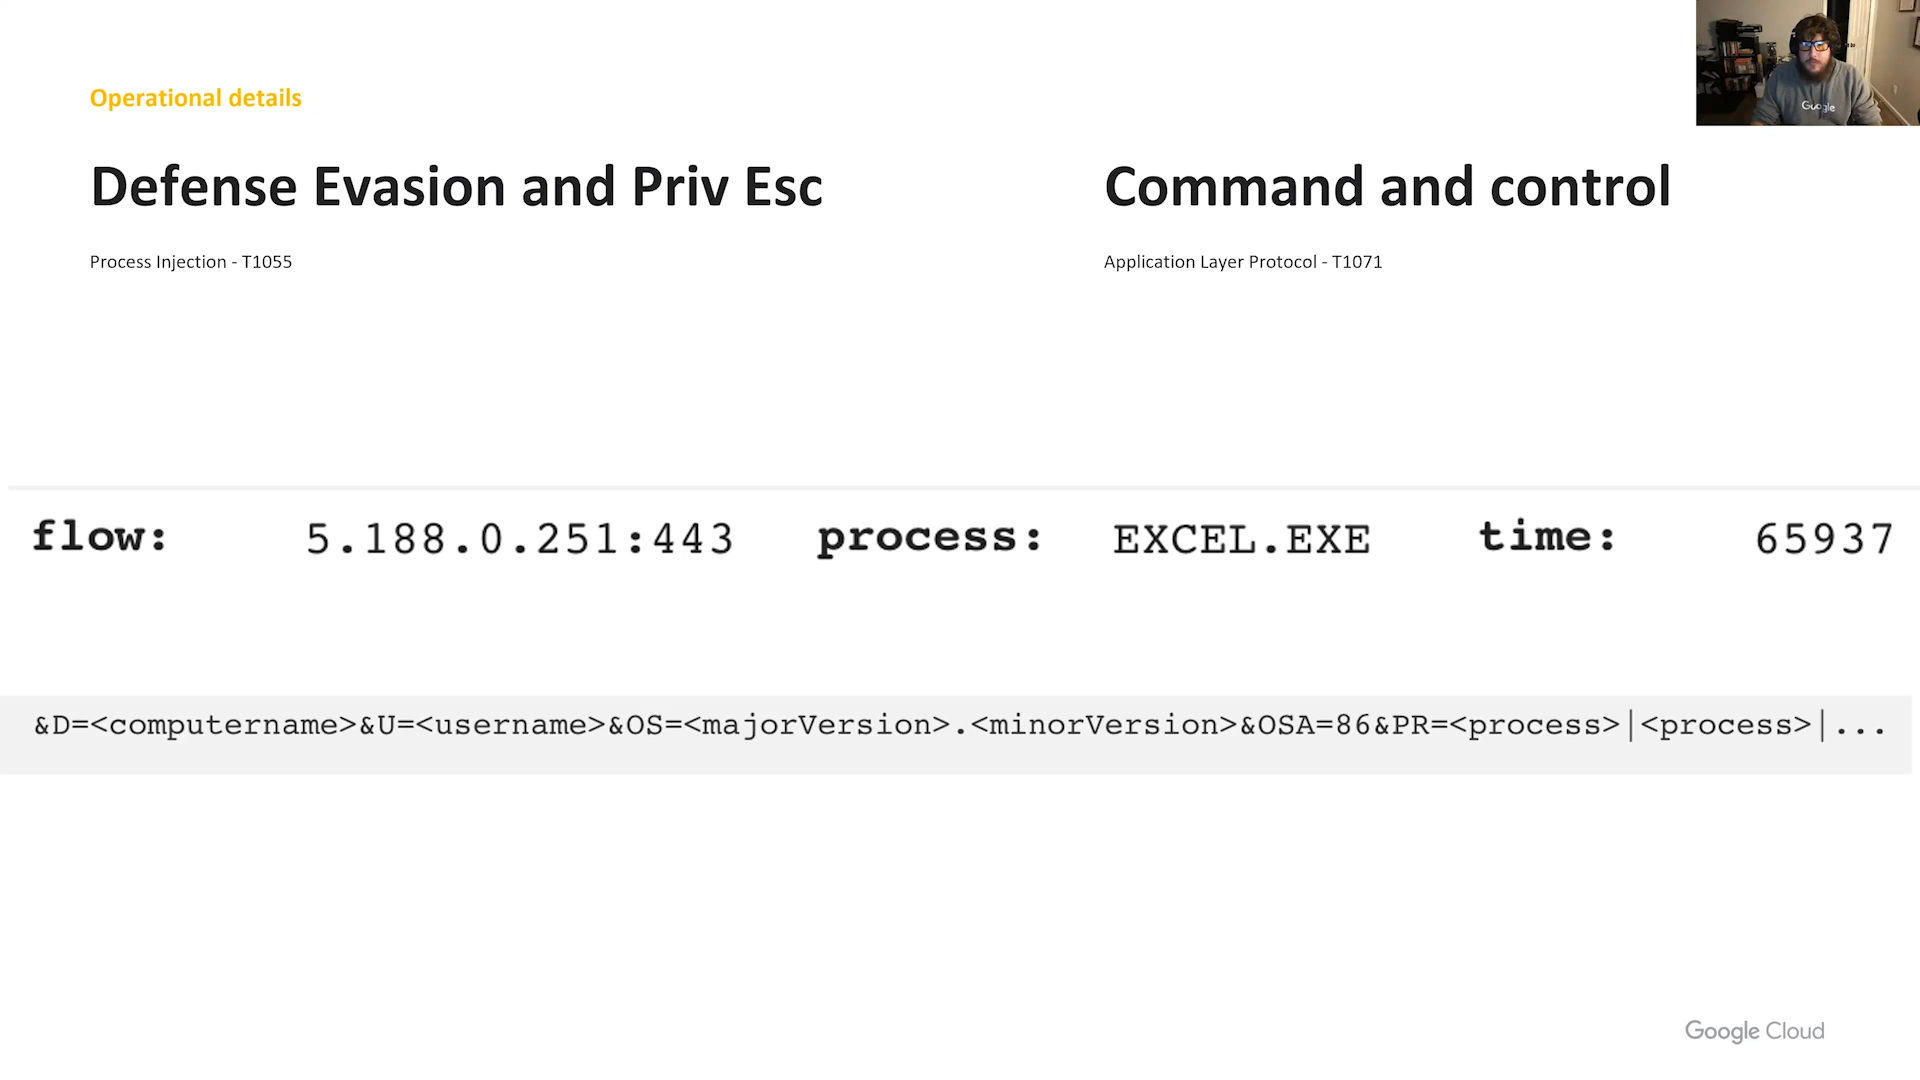 Operational details
Defense Evasion and Priv Esc
Process Injection - T1055
Command and control
Application Layer Protocol - T1071
flow: 5.188.0.251:443 process: EXCEL.EXE time: 65937
&D=<computername>&U=<username>&OS=<majorVersion>.<minorVersion>&OSA=86&PR=<process>|<process>|...
Google
Google Cloud